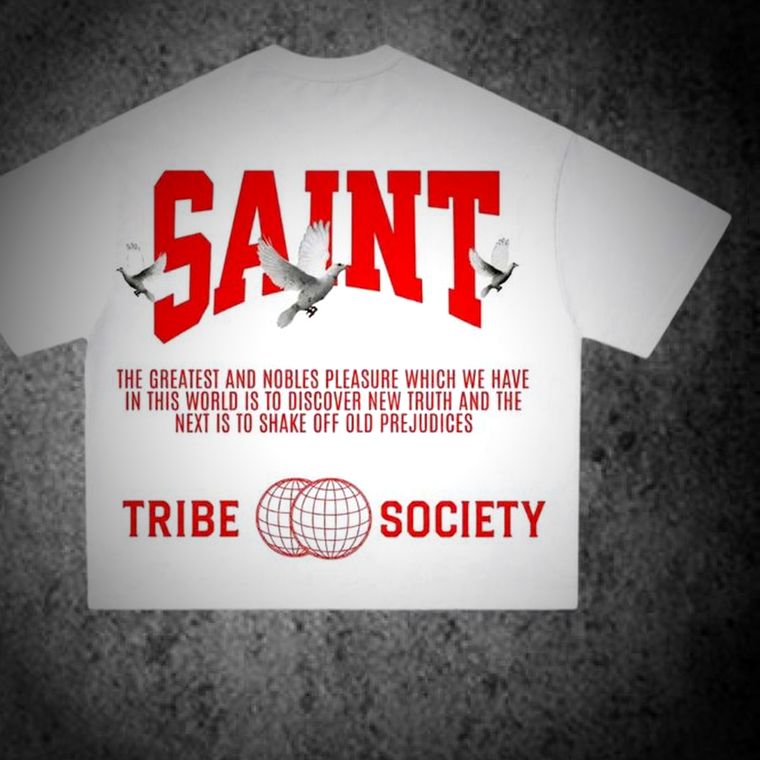 SAINT
THE GREATEST AND NOBLES PLEASURE WHICH WE HAVE
IN THIS WORLD IS TO DISCOVER NEW TRUTH AND THE
NEXT IS TO SHAKE OFF OLD PREJUDICES
TRIBE SOCIETY